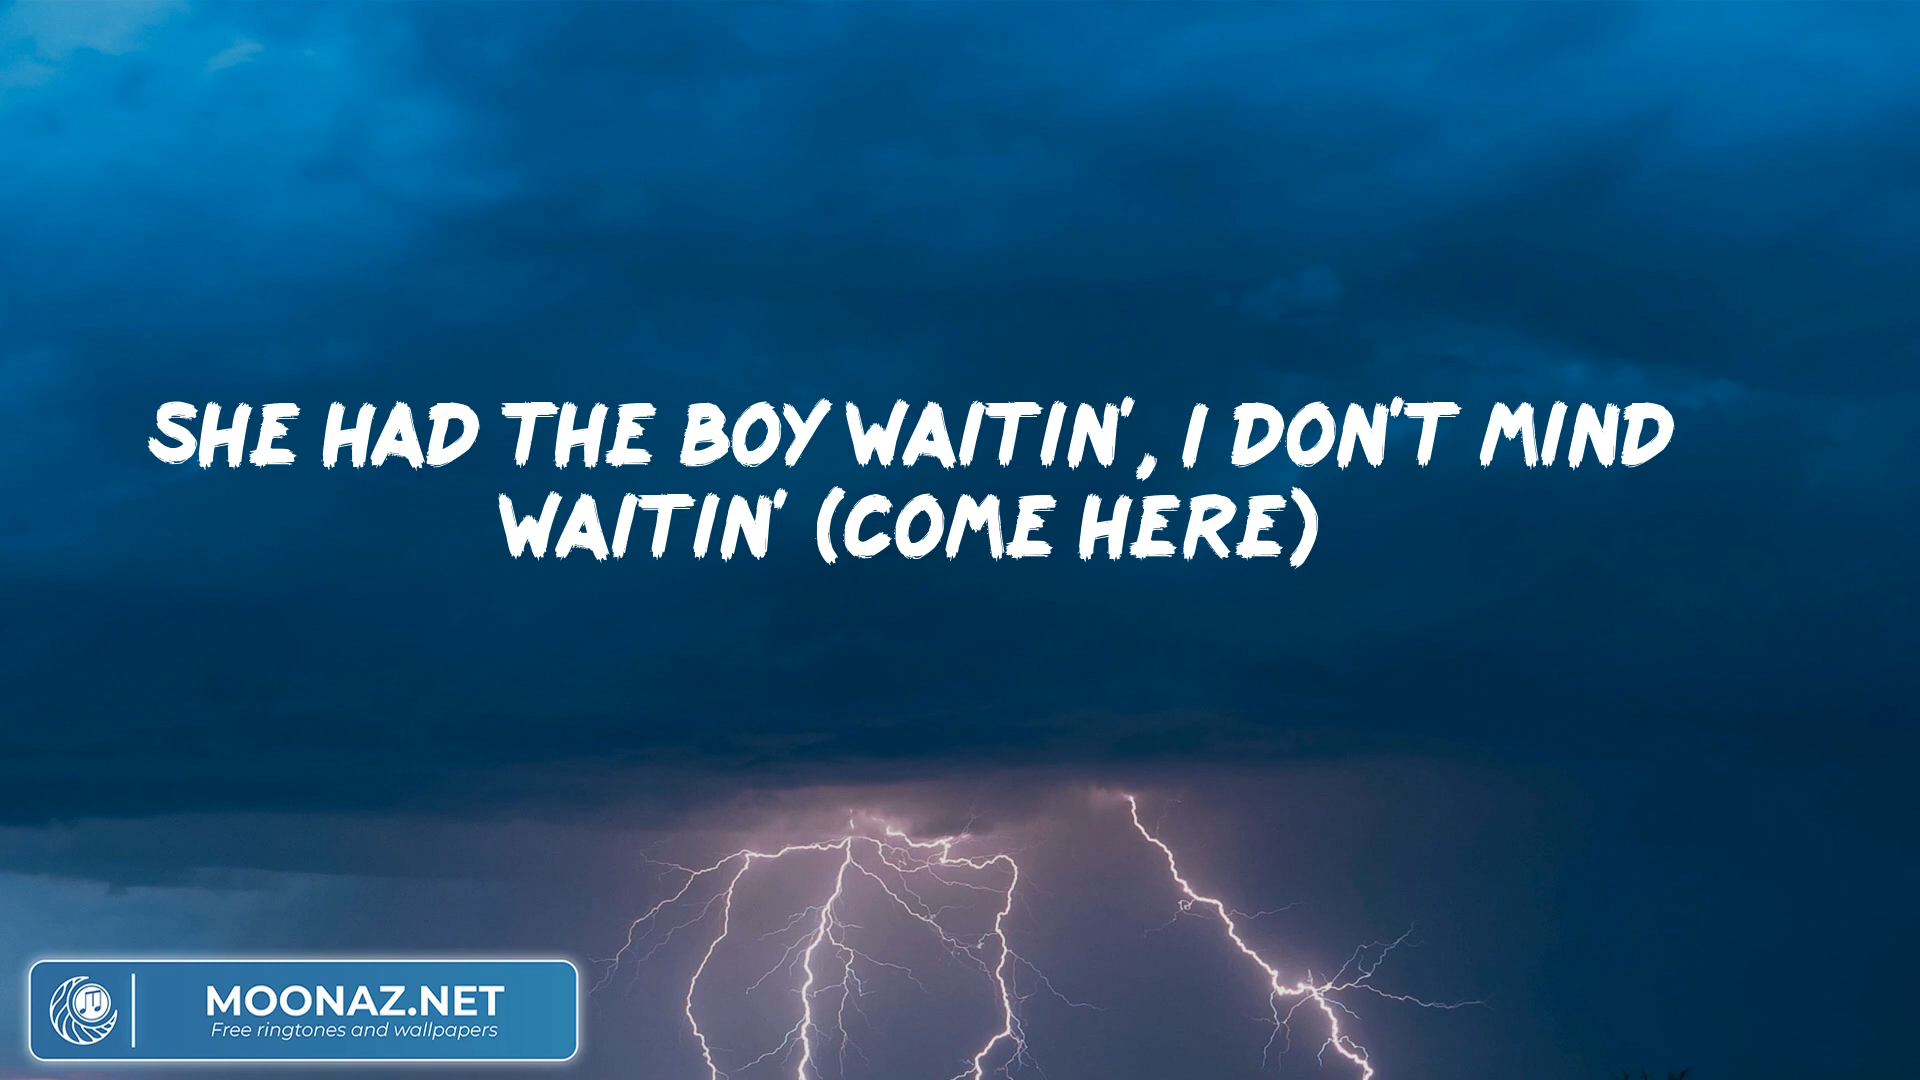 SHE HAD THE BOY WAITIN', I DON'T MIND
WAITIN' (COME HERE)
MOONAZ.NET
Free ringtones and wallpapers